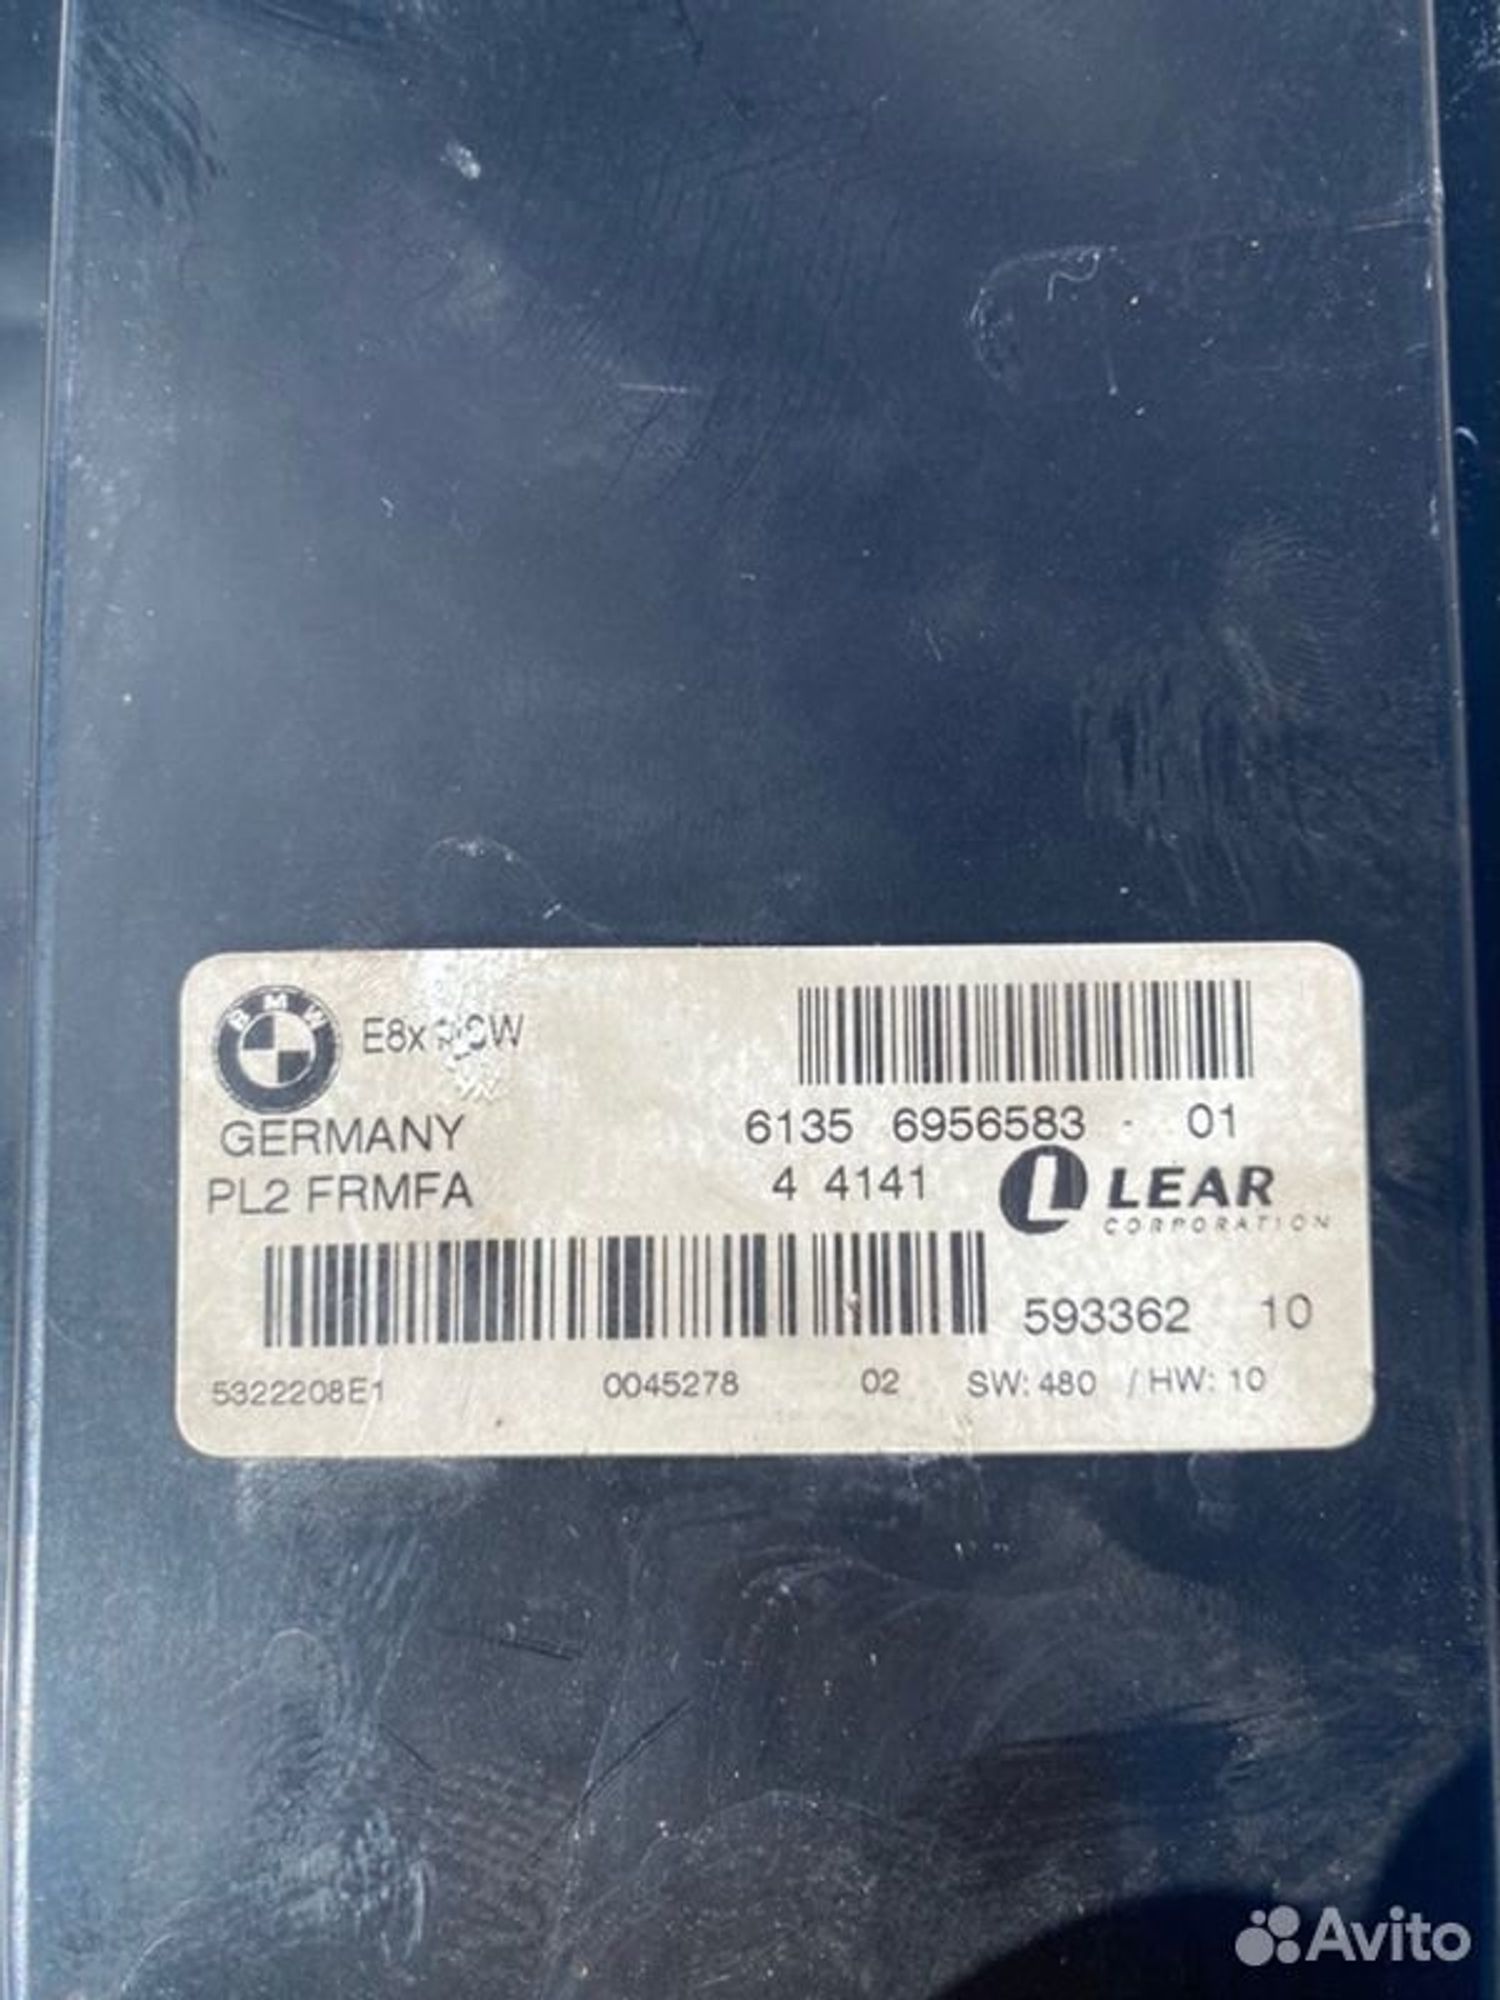 BMW
E8x
GERMANY
6135 6956583 - 01
PL2 FRMFA
4 4141
LEAR
CORPORATION
593362 10
5322208E1 0045278 02 SW: 480 / HW: 10
Avito